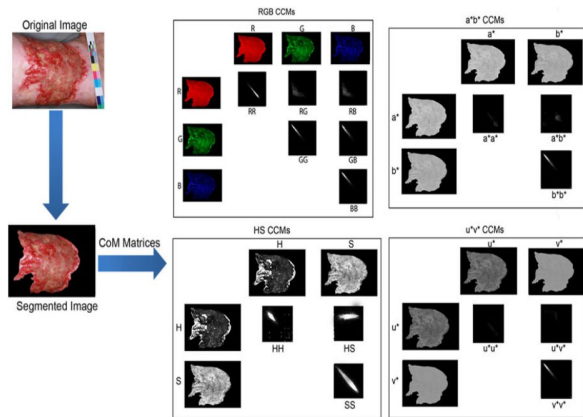 Original Image
Segmented Image
CoM Matrices
RGB CCMs
R G B
R
RR RG RB
G
GG GB
B
BB
a*b* CCMs
a* b*
a*
a*a* a*b*
b*
b*b*
HS CCMs
H S
H
HH HS
S
SS
u*v* CCMs
u* v*
u*
u*u* u*v*
v*
v*v*